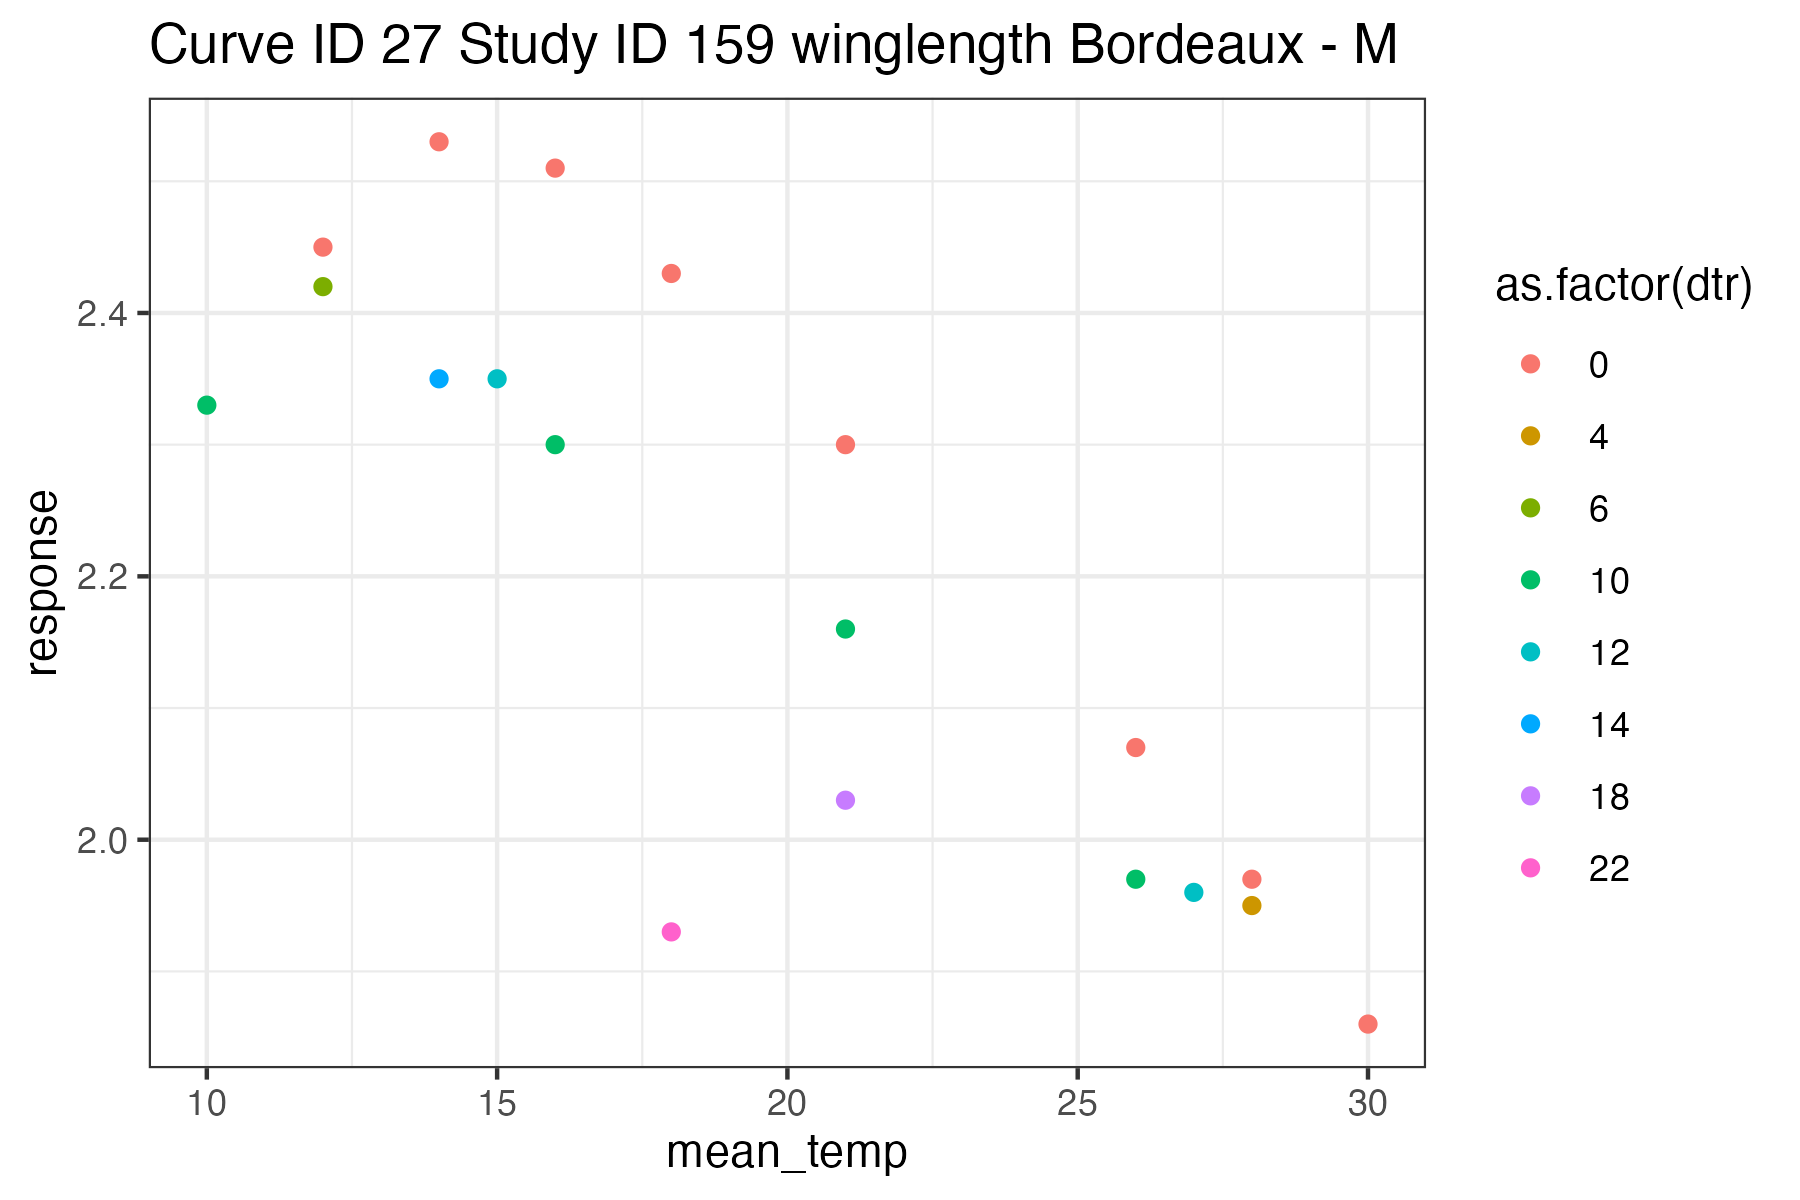 Curve ID 27 Study ID 159 winglength Bordeaux - M
response
2.4
2.2
2.0
10 15 20 25 30
mean_temp
as.factor(dtr)
0
4
6
10
12
14
18
22